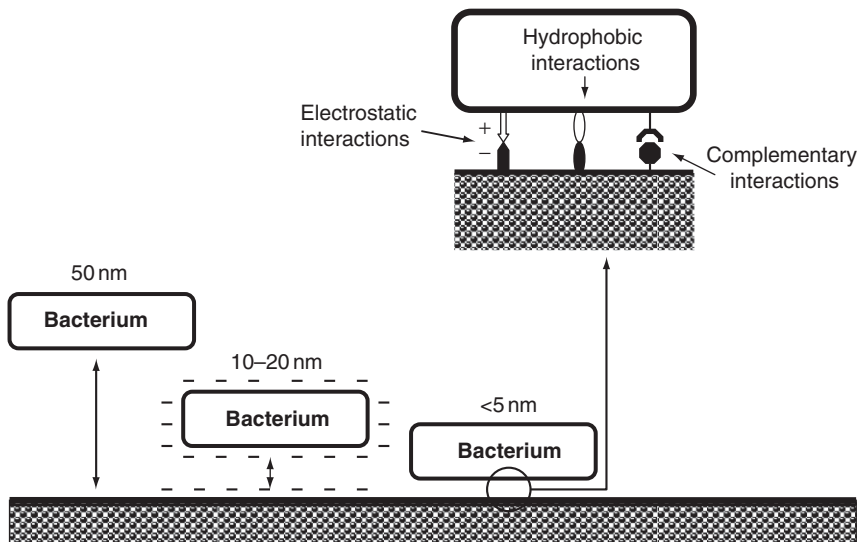 Hydrophobic
interactions
Electrostatic
interactions
+
−
Complementary
interactions
50 nm
Bacterium
10–20 nm
Bacterium
<5 nm
Bacterium